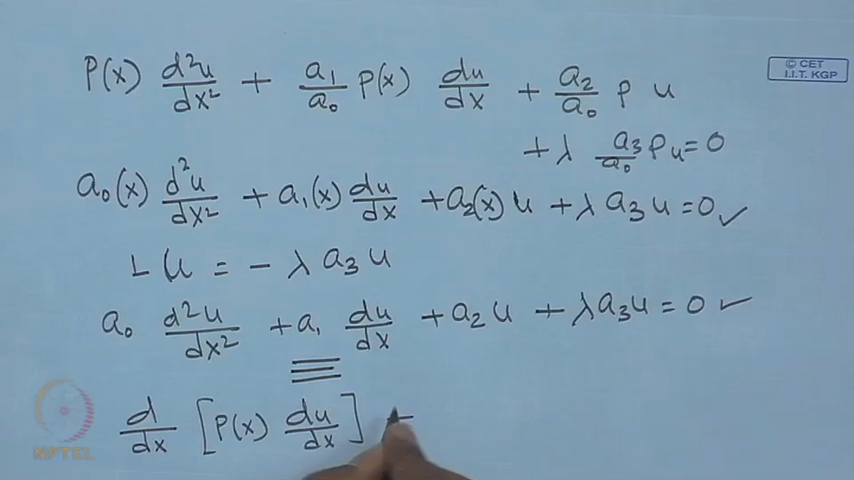 © CET
I.I.T. KGP
P(x) d²u/dx² + a₁/a₀ P(x) du/dx + a₂/a₀ P u
+ λ a₃/a₀ P u = 0
a₀(x) d²u/dx² + a₁(x) du/dx + a₂(x) u + λ a₃ u = 0 ✓
L u = - λ a₃ u
a₀ d²u/dx² + a₁ du/dx + a₂ u + λ a₃ u = 0 ✓
≡
d/dx [P(x) du/dx] +
NPTEL